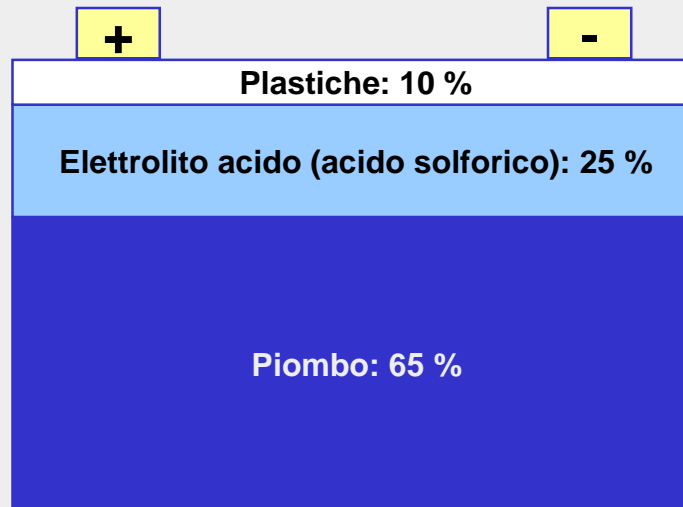 + -
Plastiche: 10 %
Elettrolito acido (acido solforico): 25 %
Piombo: 65 %